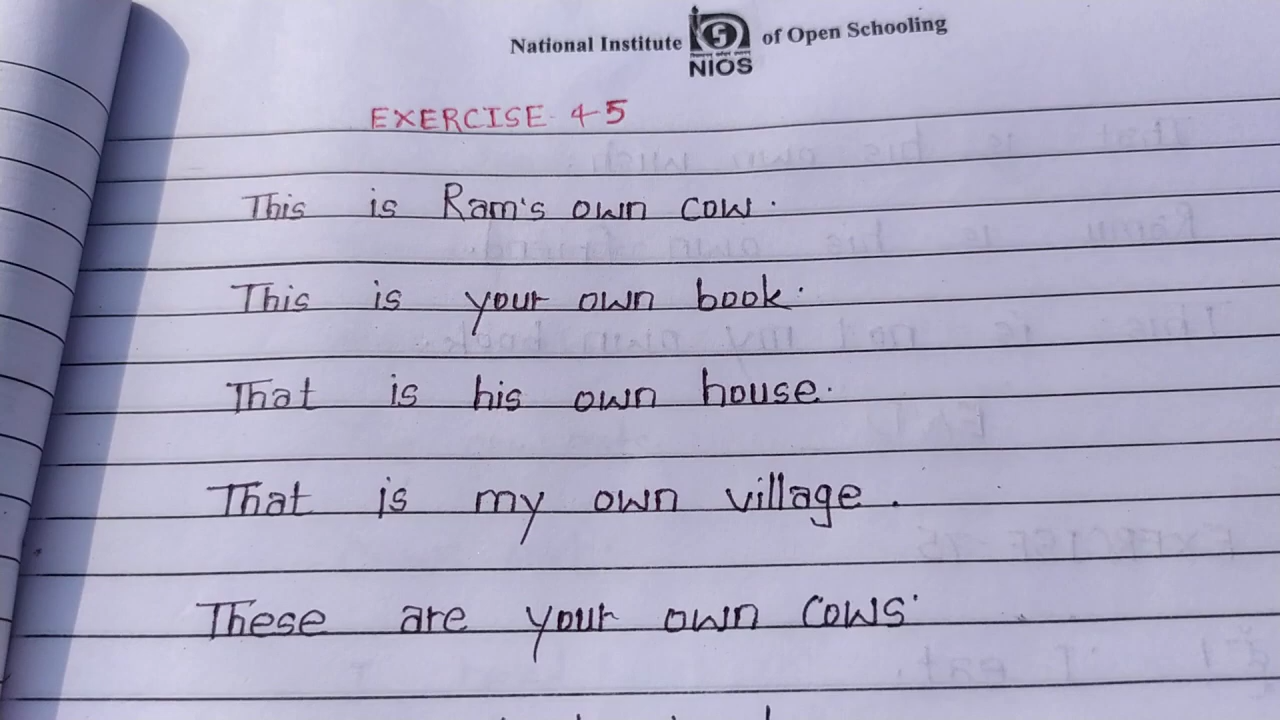 National Institute of Open Schooling
NIOS
EXERCISE 45
This is Ram's own cow.
This is your own book.
That is his own house.
That is my own village.
These are your own cows.